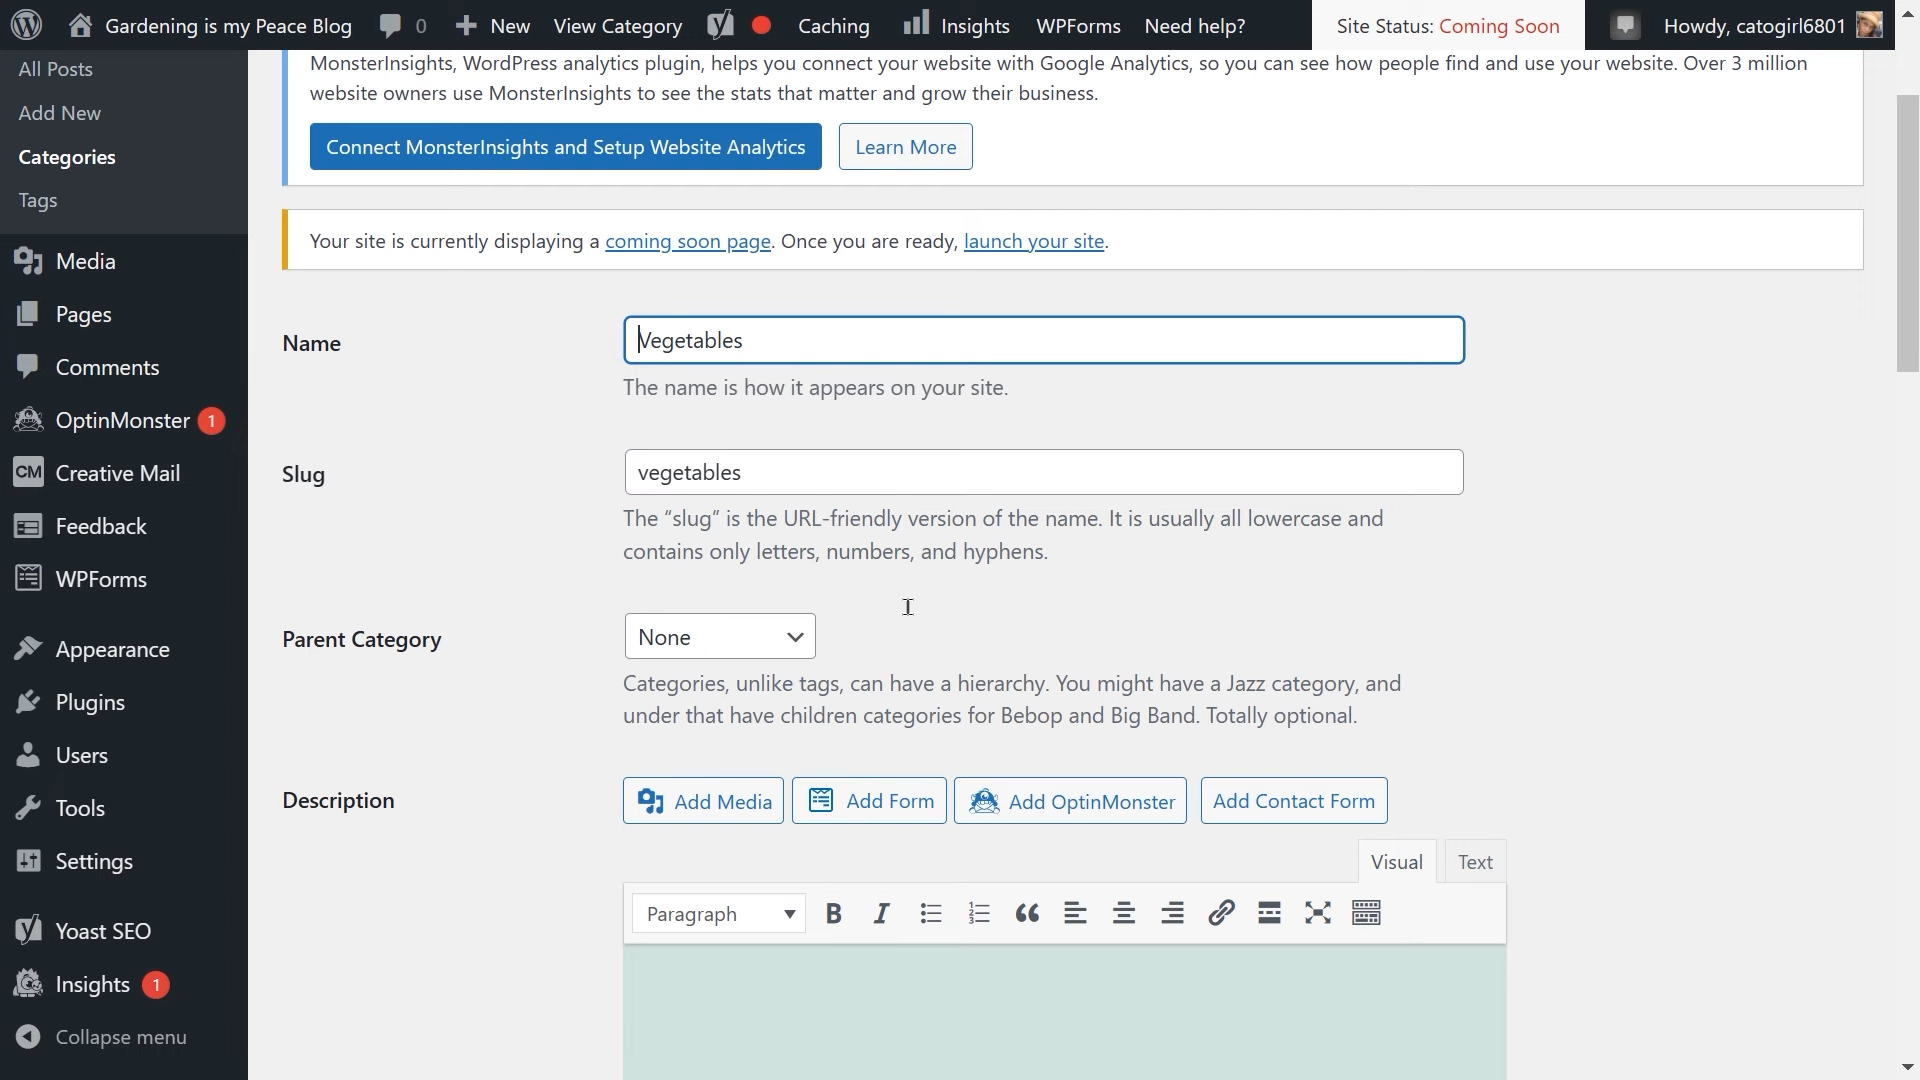 Gardening is my Peace Blog
0
New
View Category
Caching
Insights
WPForms
Need help?
Site Status: Coming Soon
Howdy, catogirl6801
All Posts
Add New
Categories
Tags
Media
Pages
Comments
OptinMonster 1
CM Creative Mail
Feedback
WPForms
Appearance
Plugins
Users
Tools
Settings
Yoast SEO
Insights 1
Collapse menu
MonsterInsights, WordPress analytics plugin, helps you connect your website with Google Analytics, so you can see how people find and use your website. Over 3 million
website owners use MonsterInsights to see the stats that matter and grow their business.
Connect MonsterInsights and Setup Website Analytics
Learn More
Your site is currently displaying a coming soon page. Once you are ready, launch your site.
Name
Vegetables
The name is how it appears on your site.
Slug
vegetables
The “slug” is the URL-friendly version of the name. It is usually all lowercase and
contains only letters, numbers, and hyphens.
Parent Category
None
Categories, unlike tags, can have a hierarchy. You might have a Jazz category, and
under that have children categories for Bebop and Big Band. Totally optional.
Description
Add Media
Add Form
Add OptinMonster
Add Contact Form
Visual
Text
Paragraph
B
I